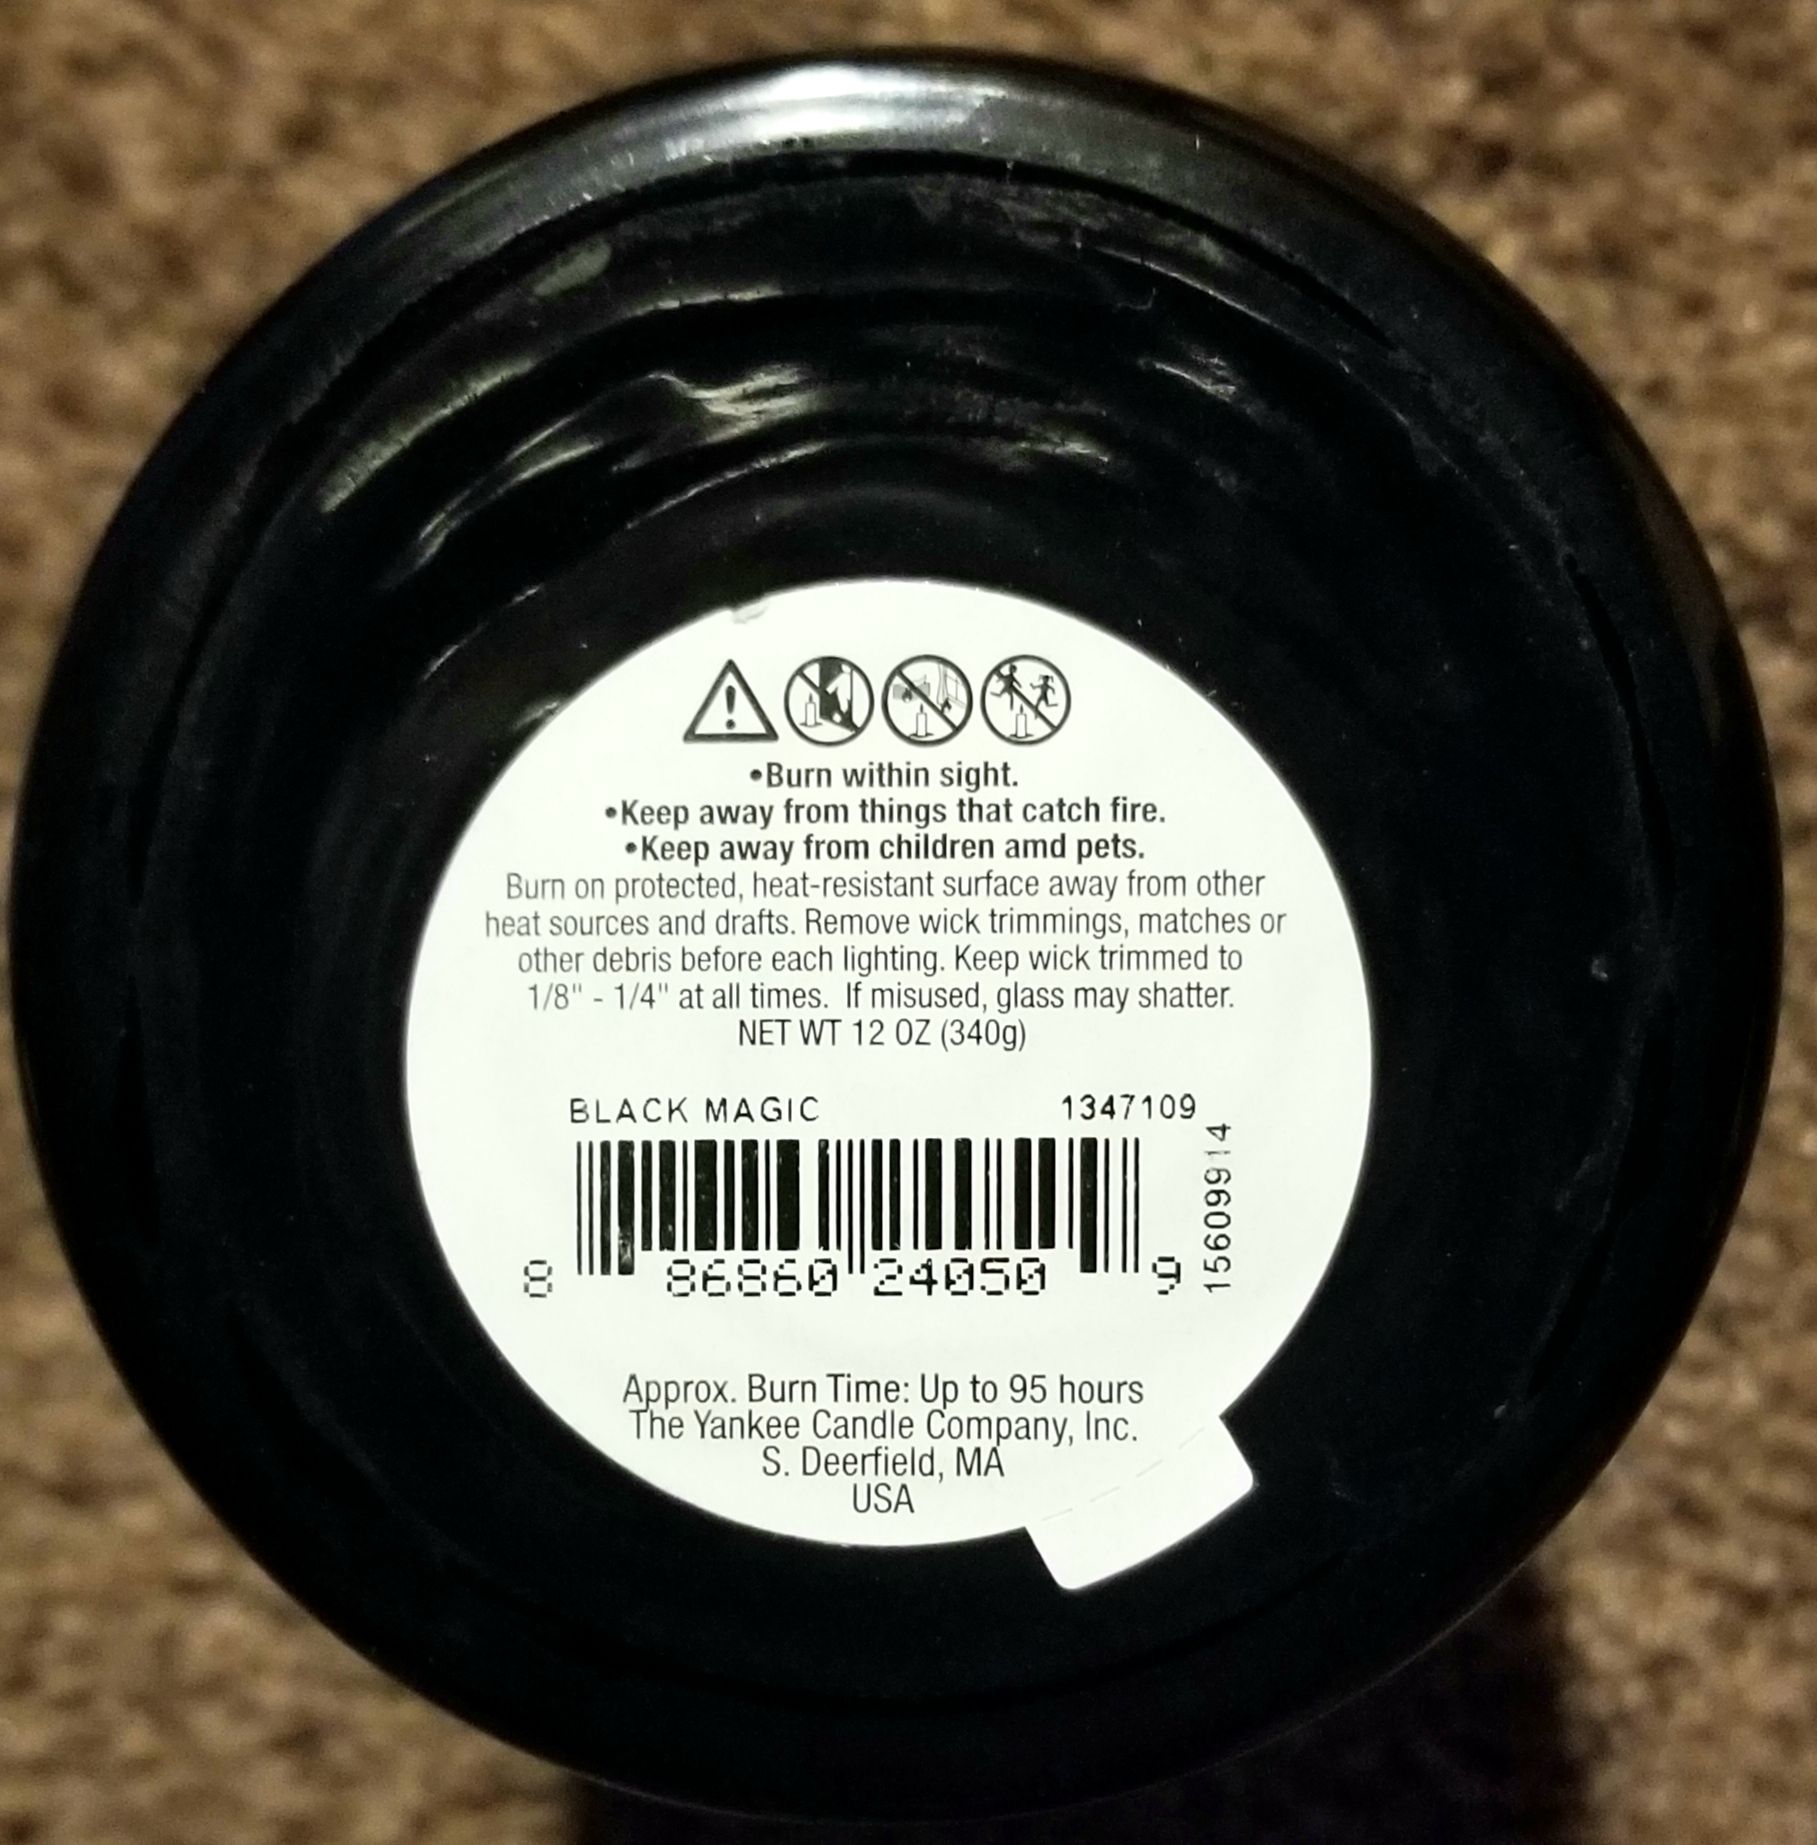 •Burn within sight.
•Keep away from things that catch fire.
•Keep away from children amd pets.
Burn on protected, heat-resistant surface away from other
heat sources and drafts. Remove wick trimmings, matches or
other debris before each lighting. Keep wick trimmed to
1/8" - 1/4" at all times. If misused, glass may shatter.
NET WT 12 OZ (340g)
BLACK MAGIC 1347109
15609914
8 86860 24050 9
Approx. Burn Time: Up to 95 hours
The Yankee Candle Company, Inc.
S. Deerfield, MA
USA